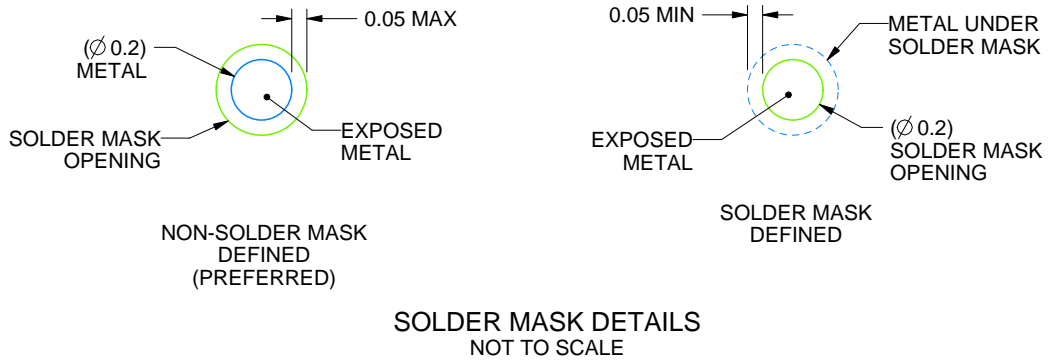 0.05 MAX
(Ø 0.2)
METAL
SOLDER MASK
OPENING
EXPOSED
METAL
NON-SOLDER MASK
DEFINED
(PREFERRED)
0.05 MIN
METAL UNDER
SOLDER MASK
EXPOSED
METAL
(Ø 0.2)
SOLDER MASK
OPENING
SOLDER MASK
DEFINED
SOLDER MASK DETAILS
NOT TO SCALE